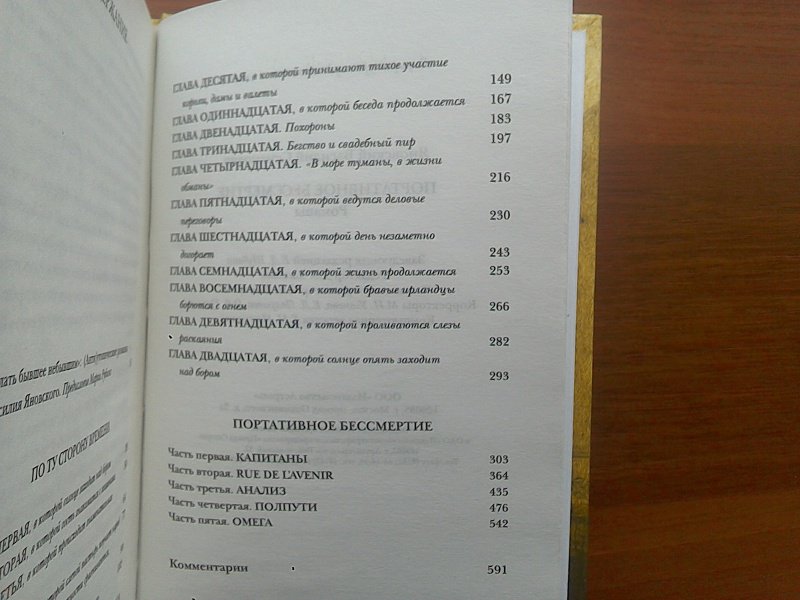 ГЛАВА ДЕСЯТАЯ, в которой принимают тихое участие
короли, дамы и валеты 149
ГЛАВА ОДИННАДЦАТАЯ, в которой беседа продолжается 167
ГЛАВА ДВЕНАДЦАТАЯ. Похороны 183
ГЛАВА ТРИНАДЦАТАЯ. Бегство и свадебный пир 197
ГЛАВА ЧЕТЫРНАДЦАТАЯ. «В море туманы, в жизни
обманы» 216
ГЛАВА ПЯТНАДЦАТАЯ, в которой ведутся деловые
переговоры 230
ГЛАВА ШЕСТНАДЦАТАЯ, в которой день незаметно
догорает 243
ГЛАВА СЕМНАДЦАТАЯ, в которой жизнь продолжается 253
ГЛАВА ВОСЕМНАДЦАТАЯ, в которой бравые ирландцы
борются с огнем 266
ГЛАВА ДЕВЯТНАДЦАТАЯ, в которой проливаются слезы
раскаяния 282
ГЛАВА ДВАДЦАТАЯ, в которой солнце опять заходит
над бором 293
ПОРТАТИВНОЕ БЕССМЕРТИЕ
Часть первая. КАПИТАНЫ 303
Часть вторая. RUE DE L'AVENIR 364
Часть третья. АНАЛИЗ 435
Часть четвертая. ПОЛПУТИ 476
Часть пятая. ОМЕГА 542
Комментарии 591
ПО ТУ СТОРОНУ ВРЕМЕНИ